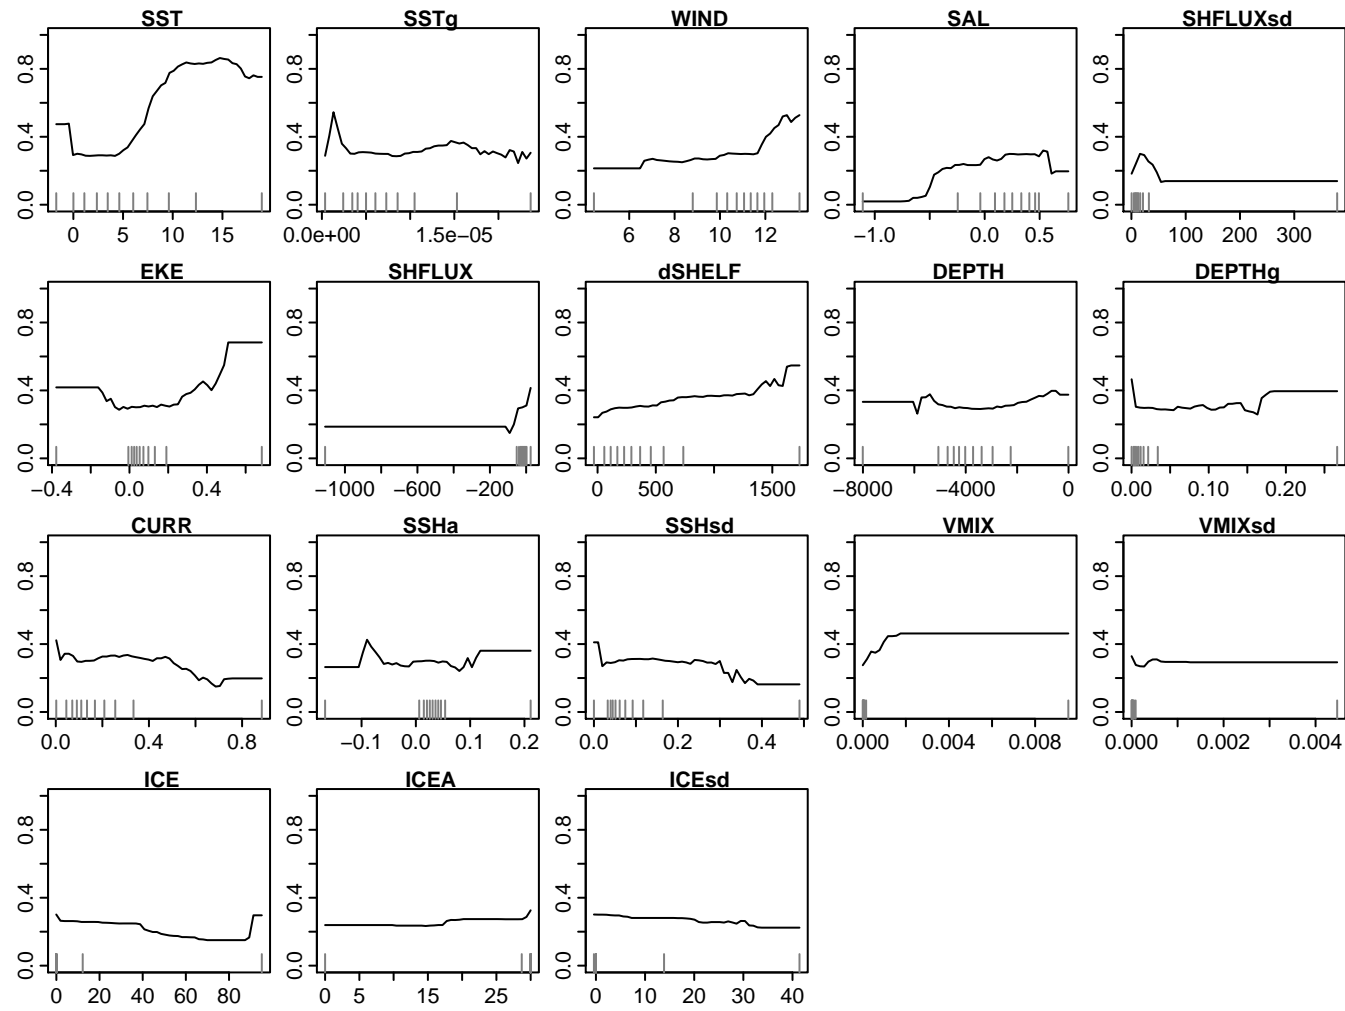 SST SSTg WIND SAL SHFLUXsd
0.0 0.4 0.8 0.0 0.4 0.8 0.0 0.4 0.8 0.0 0.4 0.8 0.0 0.4 0.8
0 5 10 15 0.0e+00 1.5e−05 6 8 10 12 −1.0 0.0 0.5 0 100 200 300
EKE SHFLUX dSHELF DEPTH DEPTHg
0.0 0.4 0.8 0.0 0.4 0.8 0.0 0.4 0.8 0.0 0.4 0.8 0.0 0.4 0.8
−0.4 0.0 0.4 −1000 −600 −200 0 500 1500 −8000 −4000 0 0.00 0.10 0.20
CURR SSHa SSHsd VMIX VMIXsd
0.0 0.4 0.8 0.0 0.4 0.8 0.0 0.4 0.8 0.0 0.4 0.8 0.0 0.4 0.8
0.0 0.4 0.8 −0.1 0.0 0.1 0.2 0.0 0.2 0.4 0.000 0.004 0.008 0.000 0.002 0.004
ICE ICEA ICEsd
0.0 0.4 0.8 0.0 0.4 0.8 0.0 0.4 0.8
0 20 40 60 80 0 5 15 25 0 10 20 30 40